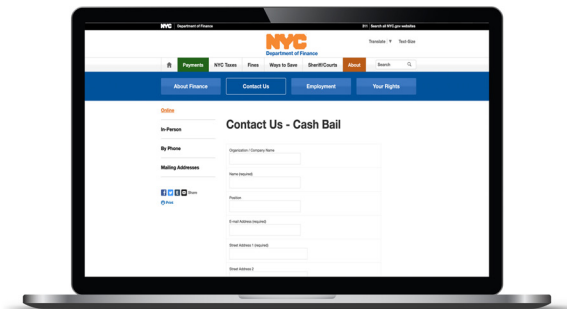 NYC Department of Finance
311 Search all NYC.gov websites
NYC
Department of Finance
Translate ▼ Text-Size
Payments NYC Taxes Fines Ways to Save Sheriff/Courts About Search
About Finance Contact Us Employment Your Rights
Online
In-Person
By Phone
Mailing Addresses
Share
Print
Contact Us - Cash Bail
Organization / Company Name
Name (required)
Position
E-mail Address (required)
Street Address 1 (required)
Street Address 2